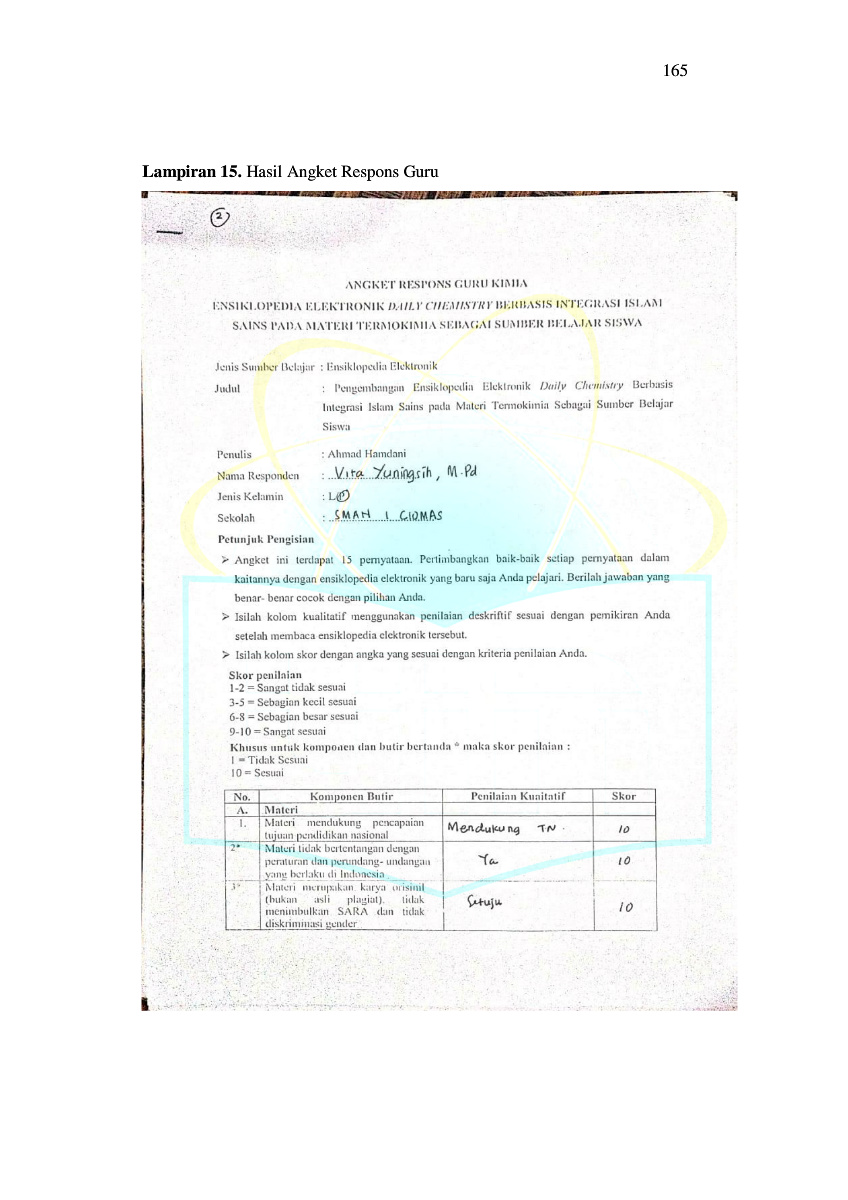 165
Lampiran 15. Hasil Angket Respons Guru
2
ANGKET RESPONS GURU KIMIA
ENSIKLOPEDIA ELEKTRONIK DAILY CHEMISTRY BERBASIS INTEGRASI ISLAM
SAINS PADA MATERI TERMOKIMIA SEBAGAI SUMBER BELAJAR SISWA
Jenis Sumber Belajar : Ensiklopedia Elektronik
Judul : Pengembangan Ensiklopedia Elektronik Daily Chemistry Berbasis
Integrasi Islam Sains pada Materi Termokimia Sebagai Sumber Belajar
Siswa
Penulis : Ahmad Hamdani
Nama Responden : Vita Yuningsih, M.Pd
Jenis Kelamin : L/P
Sekolah : SMAN 1 CIOMAS
Petunjuk Pengisian
➢ Angket ini terdapat 15 pernyataan. Pertimbangkan baik-baik setiap pernyataan dalam
kaitannya dengan ensiklopedia elektronik yang baru saja Anda pelajari. Berilah jawaban yang
benar- benar cocok dengan pilihan Anda.
➢ Isilah kolom kualitatif menggunakan penilaian deskriftif sesuai dengan pemikiran Anda
setelah membaca ensiklopedia elektronik tersebut.
➢ Isilah kolom skor dengan angka yang sesuai dengan kriteria penilaian Anda.
Skor penilaian
1-2 = Sangat tidak sesuai
3-5 = Sebagian kecil sesuai
6-8 = Sebagian besar sesuai
9-10 = Sangat sesuai
Khusus untuk komponen dan butir bertanda * maka skor penilaian :
1 = Tidak Sesuai
10 = Sesuai
No. Komponen Butir Penilaian Kuaitatif Skor
A. Materi
1. Materi mendukung pencapaian
tujuan pendidikan nasional Mendukung TN. 10
2* Materi tidak bertentangan dengan
peraturan dan perundang- undangan
yang berlaku di Indonesia Ya 10
3* Materi merupakan karya orisinil
(bukan asli plagiat), tidak
menimbulkan SARA dan tidak
diskriminasi gender Setuju 10